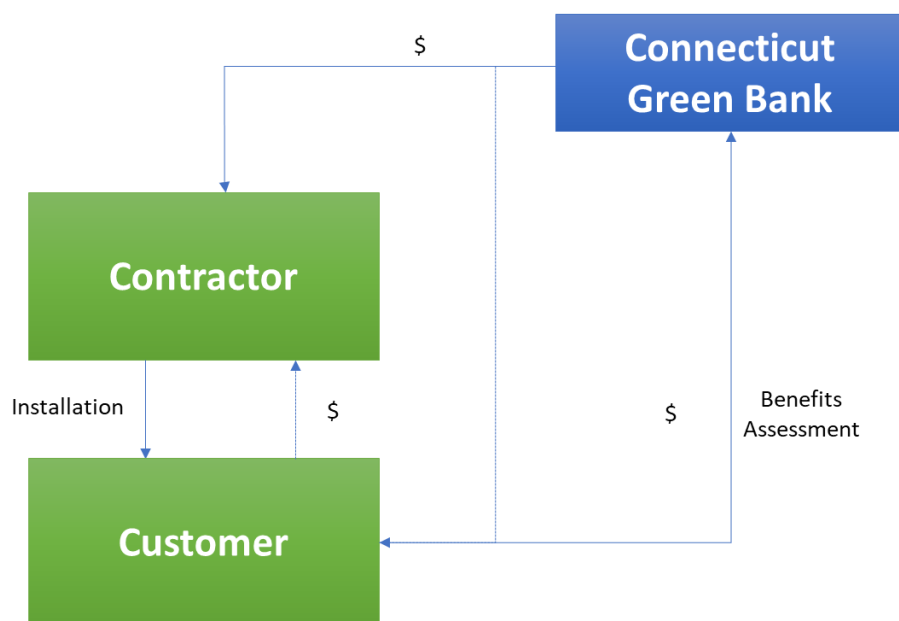 $
Connecticut
Green Bank
Contractor
Installation
$
$
Benefits
Assessment
Customer